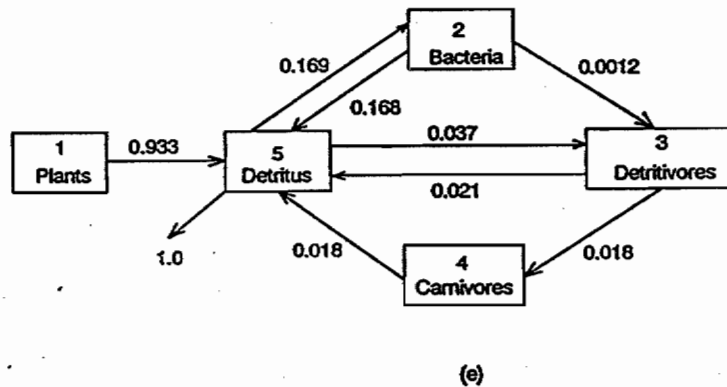 2
Bacteria
0.169
0.0012
0.168
1
Plants
0.933
5
Detritus
0.037
3
Detritivores
0.021
1.0
0.018
4
Carnivores
0.018
(e)